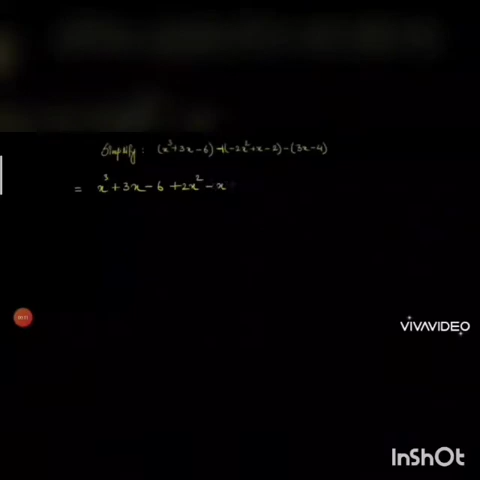 Simplify : (x³+3x-6)-(-2x²+x-2)-(3x-4)
= x³+3x-6+2x²-x
VIVAVIDEO
InShOt